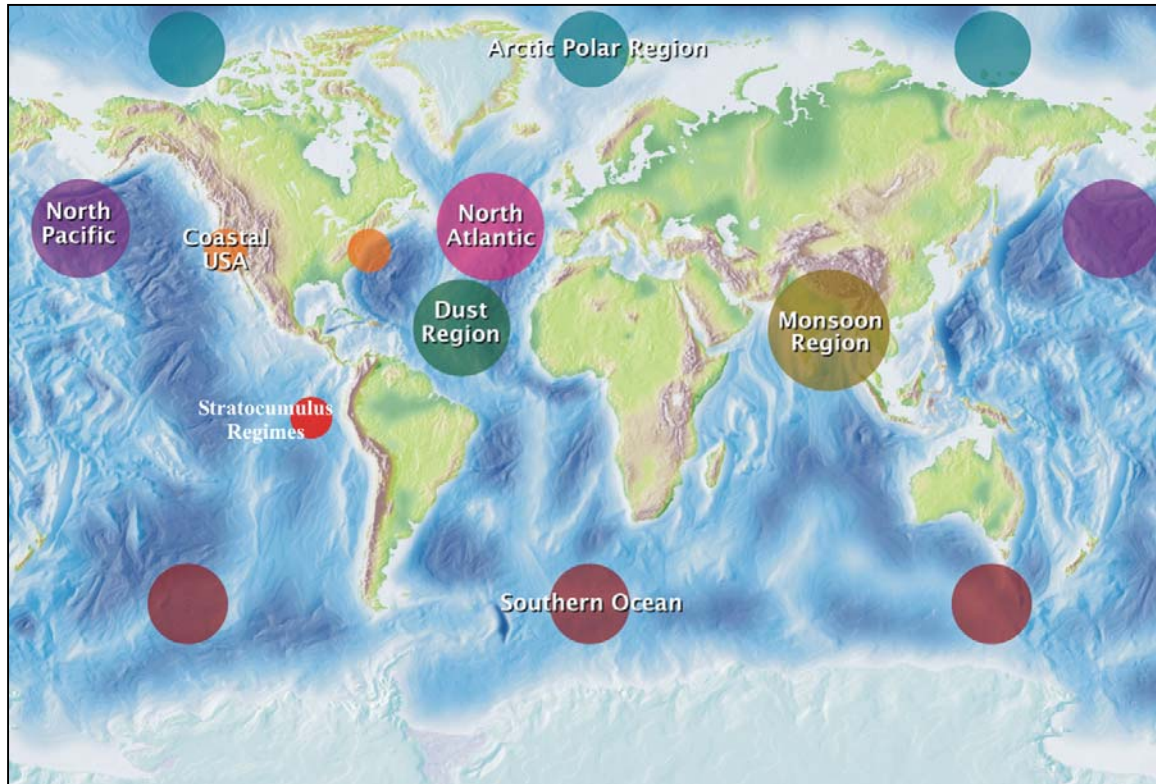 Arctic Polar Region
North
Pacific
Coastal
USA
North
Atlantic
Dust
Region
Monsoon
Region
Stratocumulus
Regimes
Southern Ocean